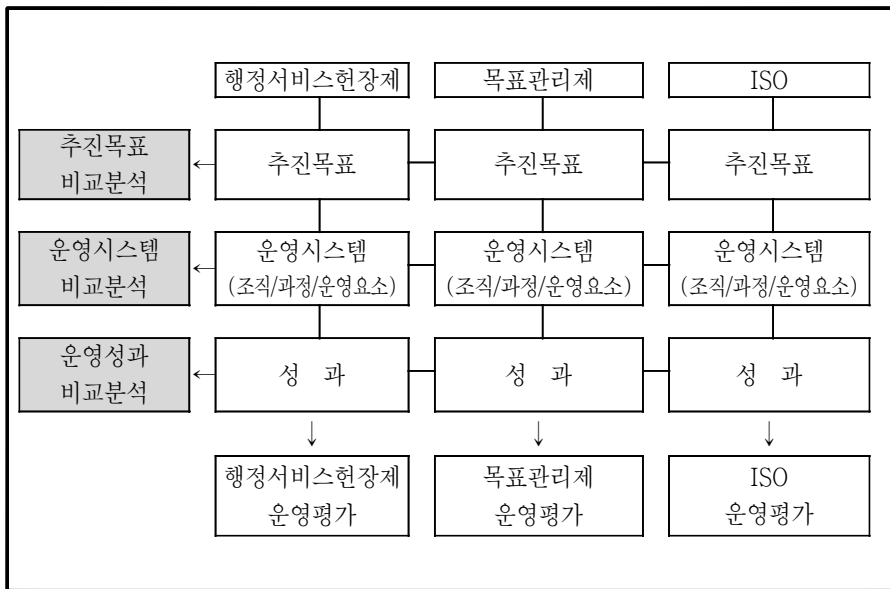 행정서비스헌장제
목표관리제
ISO
추진목표
비교분석
←
추진목표
추진목표
추진목표
운영시스템
비교분석
←
운영시스템
(조직/과정/운영요소)
운영시스템
(조직/과정/운영요소)
운영시스템
(조직/과정/운영요소)
운영성과
비교분석
←
성 과
성 과
성 과
↓
↓
↓
행정서비스헌장제
운영평가
목표관리제
운영평가
ISO
운영평가